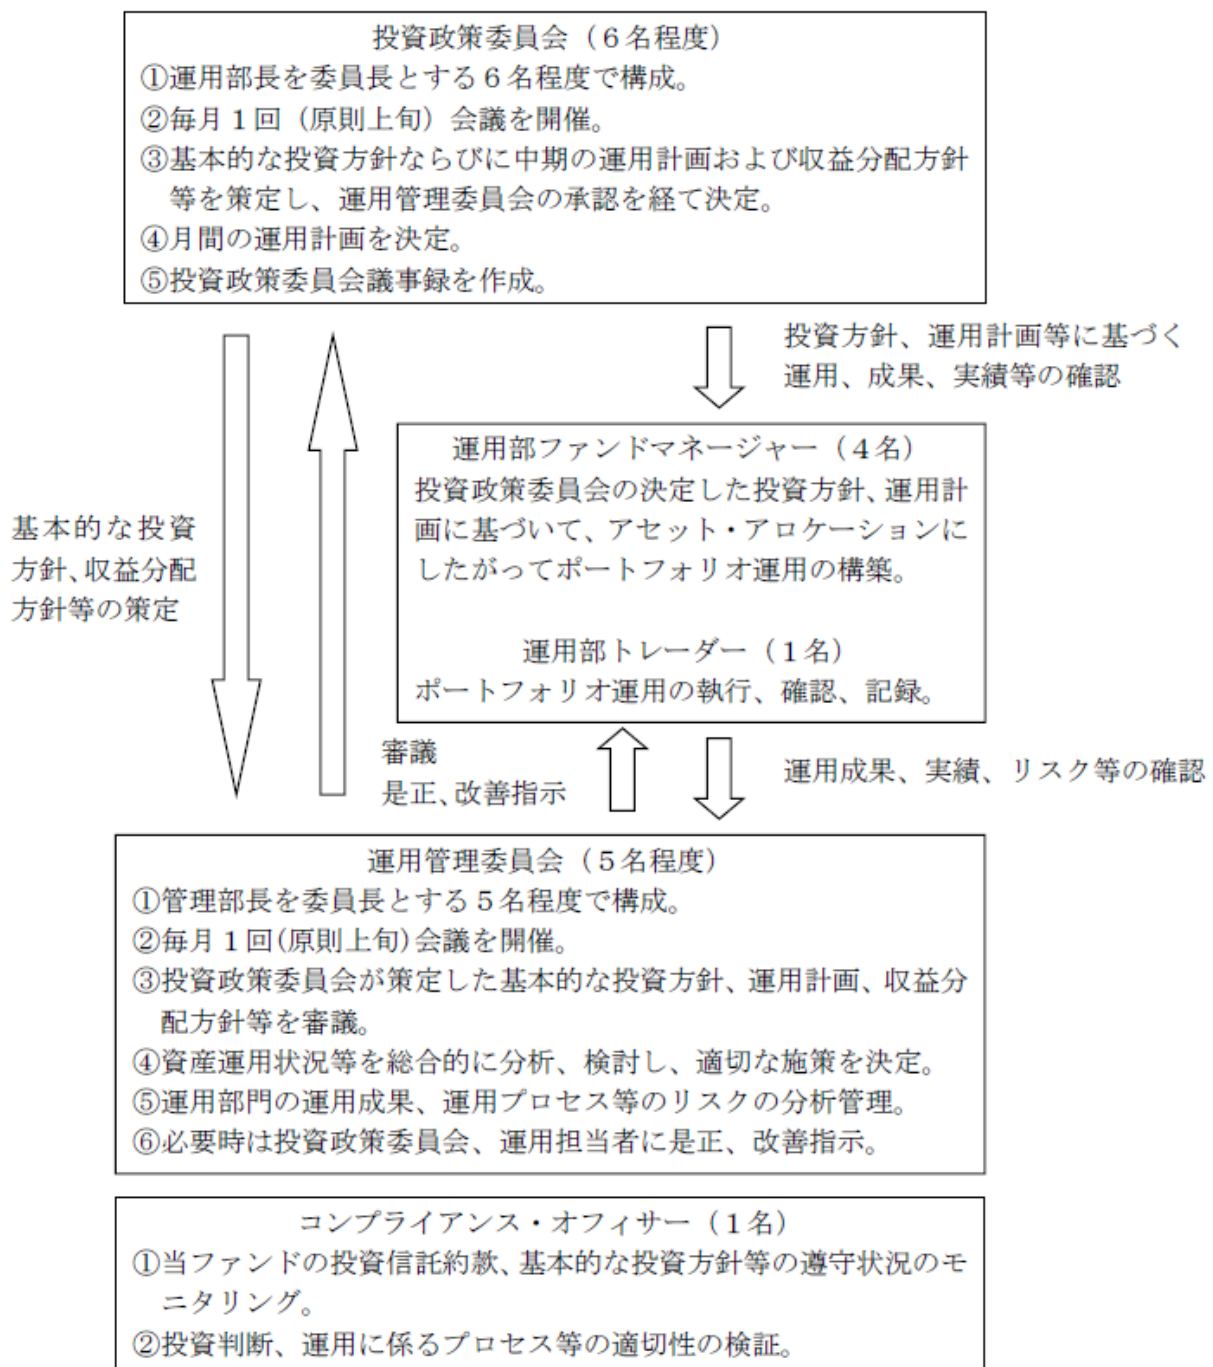 投資政策委員会（６名程度）
①運用部長を委員長とする６名程度で構成。
②毎月１回（原則上旬）会議を開催。
③基本的な投資方針ならびに中期の運用計画および収益分配方針
等を策定し、運用管理委員会の承認を経て決定。
④月間の運用計画を決定。
⑤投資政策委員会議事録を作成。
投資方針、運用計画等に基づく
運用、成果、実績等の確認
運用部ファンドマネージャー（４名）
投資政策委員会の決定した投資方針、運用計
画に基づいて、アセット・アロケーションに
したがってポートフォリオ運用の構築。
運用部トレーダー（１名）
ポートフォリオ運用の執行、確認、記録。
基本的な投資
方針、収益分配
方針等の策定
審議
是正、改善指示
運用成果、実績、リスク等の確認
運用管理委員会（５名程度）
①管理部長を委員長とする５名程度で構成。
②毎月１回(原則上旬)会議を開催。
③投資政策委員会が策定した基本的な投資方針、運用計画、収益分
配方針等を審議。
④資産運用状況等を総合的に分析、検討し、適切な施策を決定。
⑤運用部門の運用成果、運用プロセス等のリスクの分析管理。
⑥必要時は投資政策委員会、運用担当者に是正、改善指示。
コンプライアンス・オフィサー（１名）
①当ファンドの投資信託約款、基本的な投資方針等の遵守状況のモ
ニタリング。
②投資判断、運用に係るプロセス等の適切性の検証。